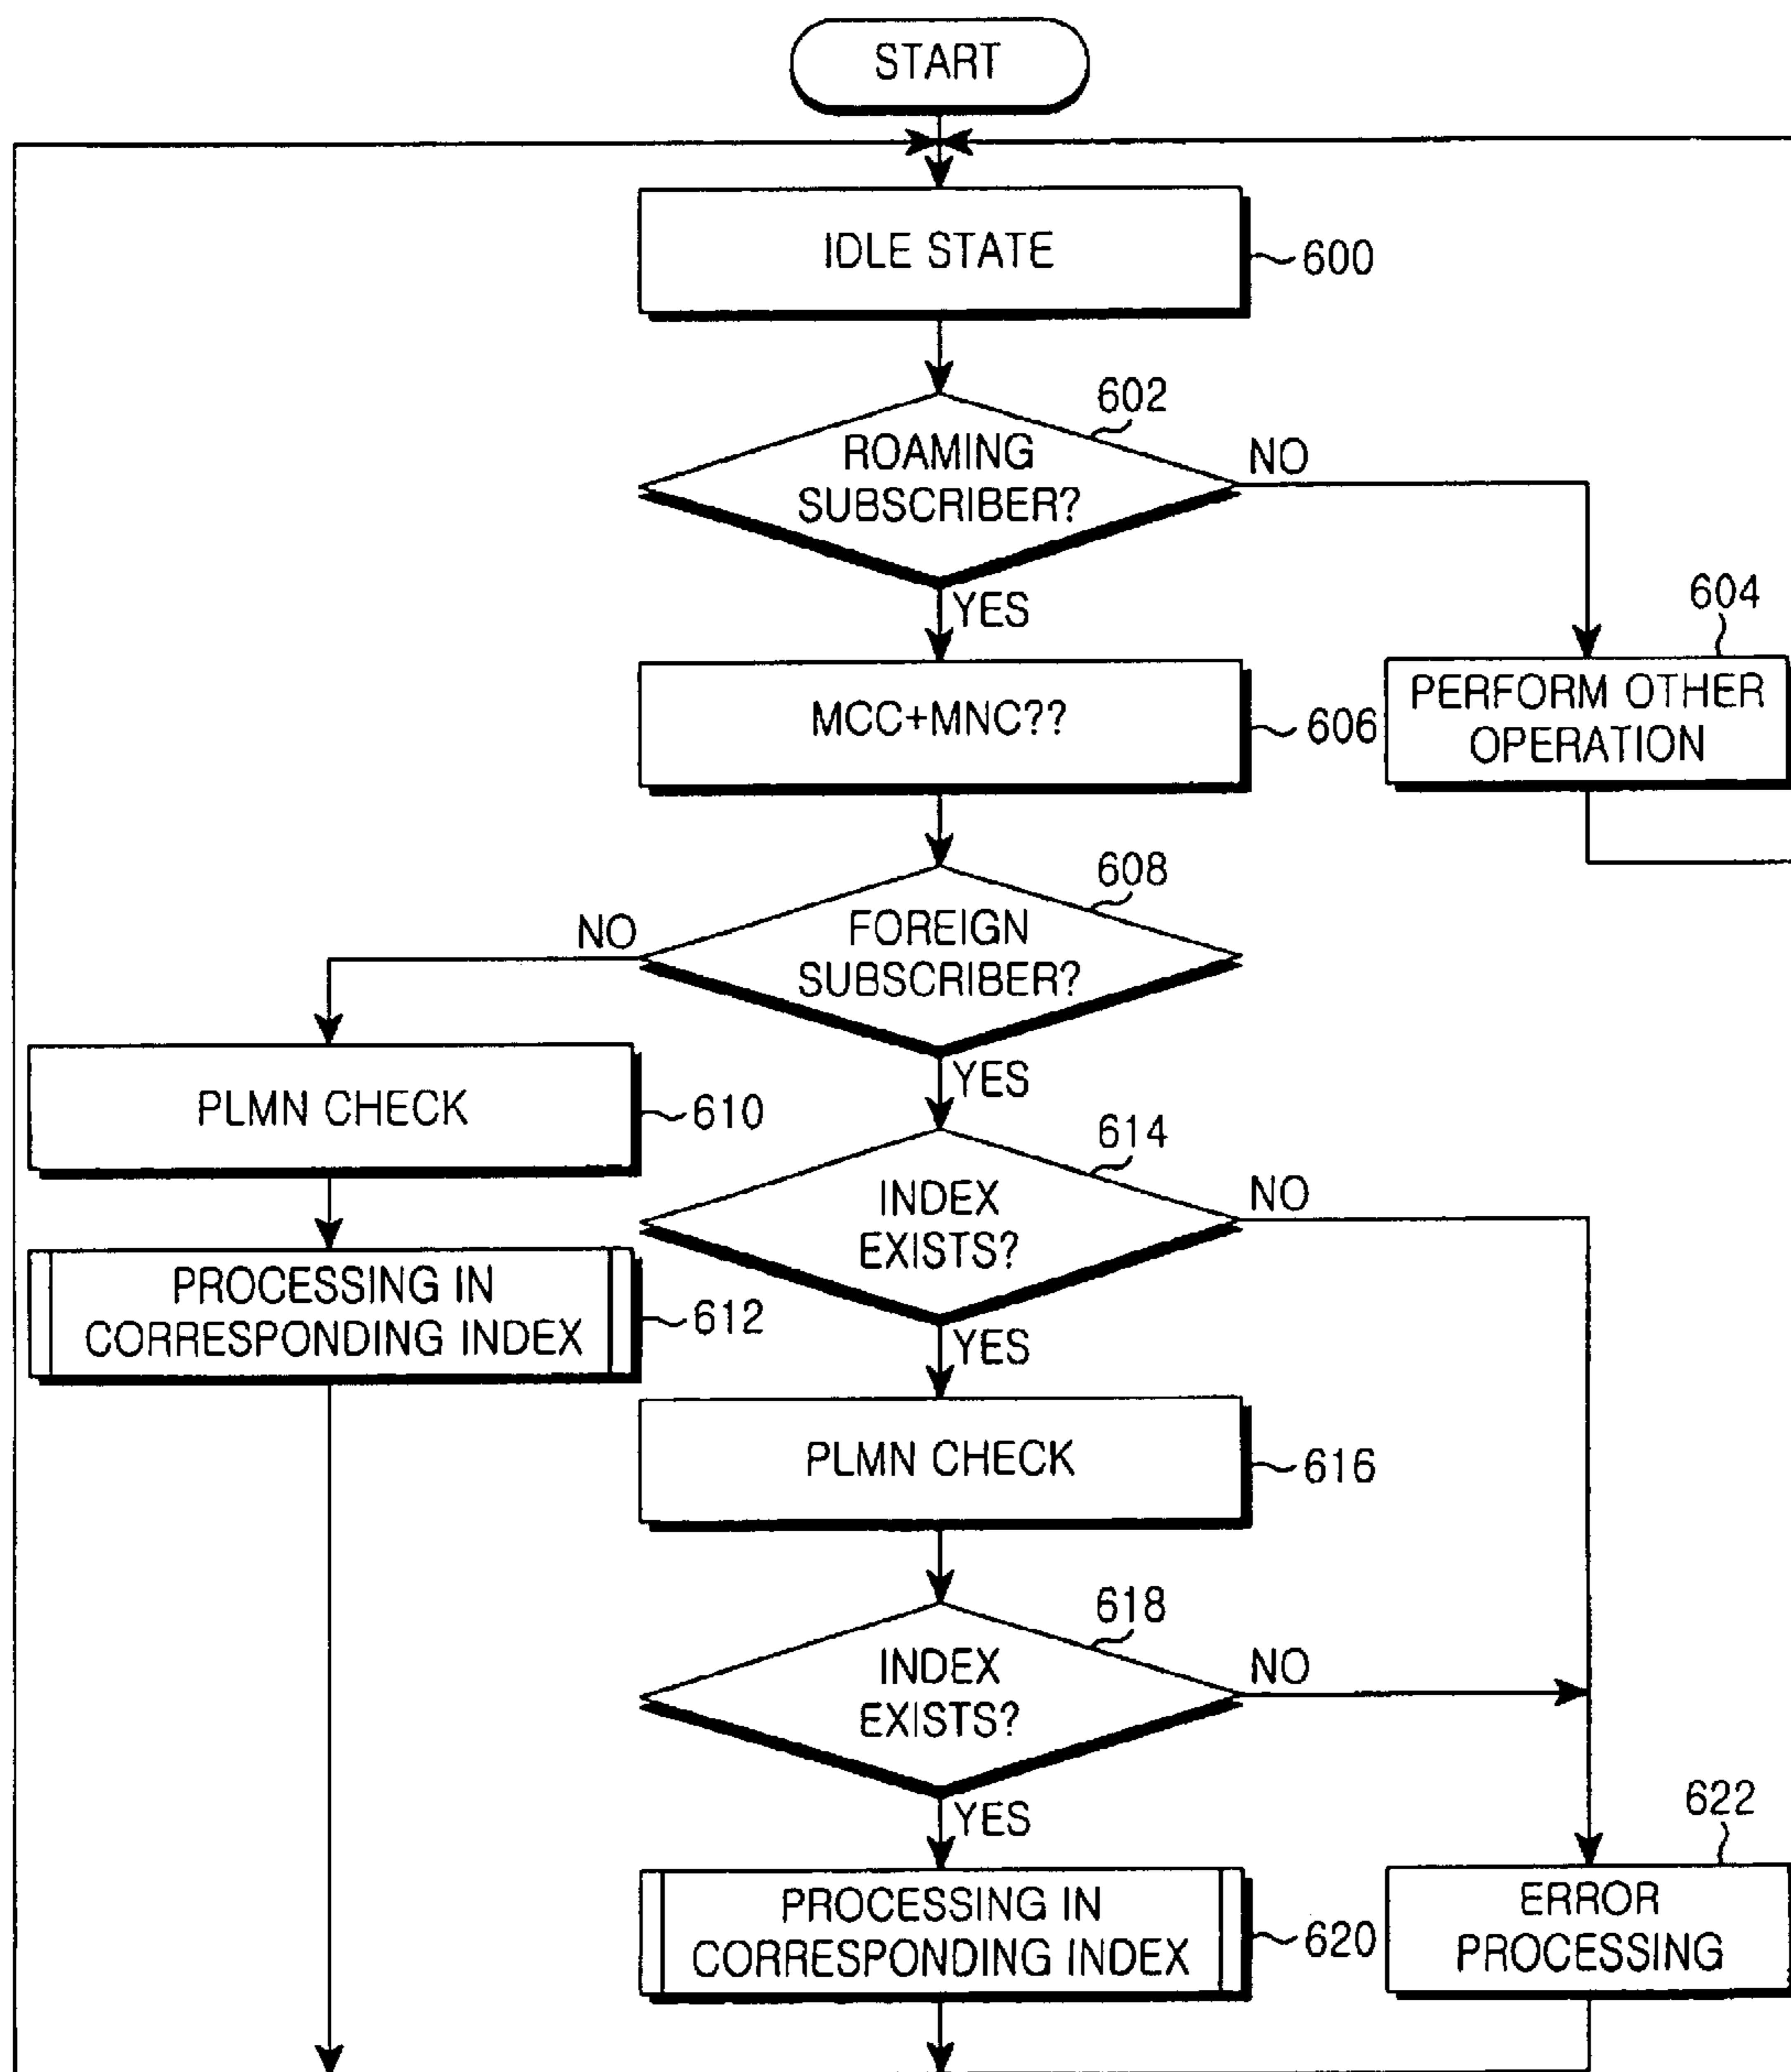 START
IDLE STATE
600
602
ROAMING
SUBSCRIBER?
NO
YES
604
PERFORM OTHER
OPERATION
MCC+MNC??
606
608
FOREIGN
SUBSCRIBER?
NO
YES
PLMN CHECK
610
614
INDEX
EXISTS?
NO
PROCESSING IN
CORRESPONDING INDEX
612
YES
PLMN CHECK
616
618
INDEX
EXISTS?
NO
YES
622
PROCESSING IN
CORRESPONDING INDEX
620
ERROR
PROCESSING